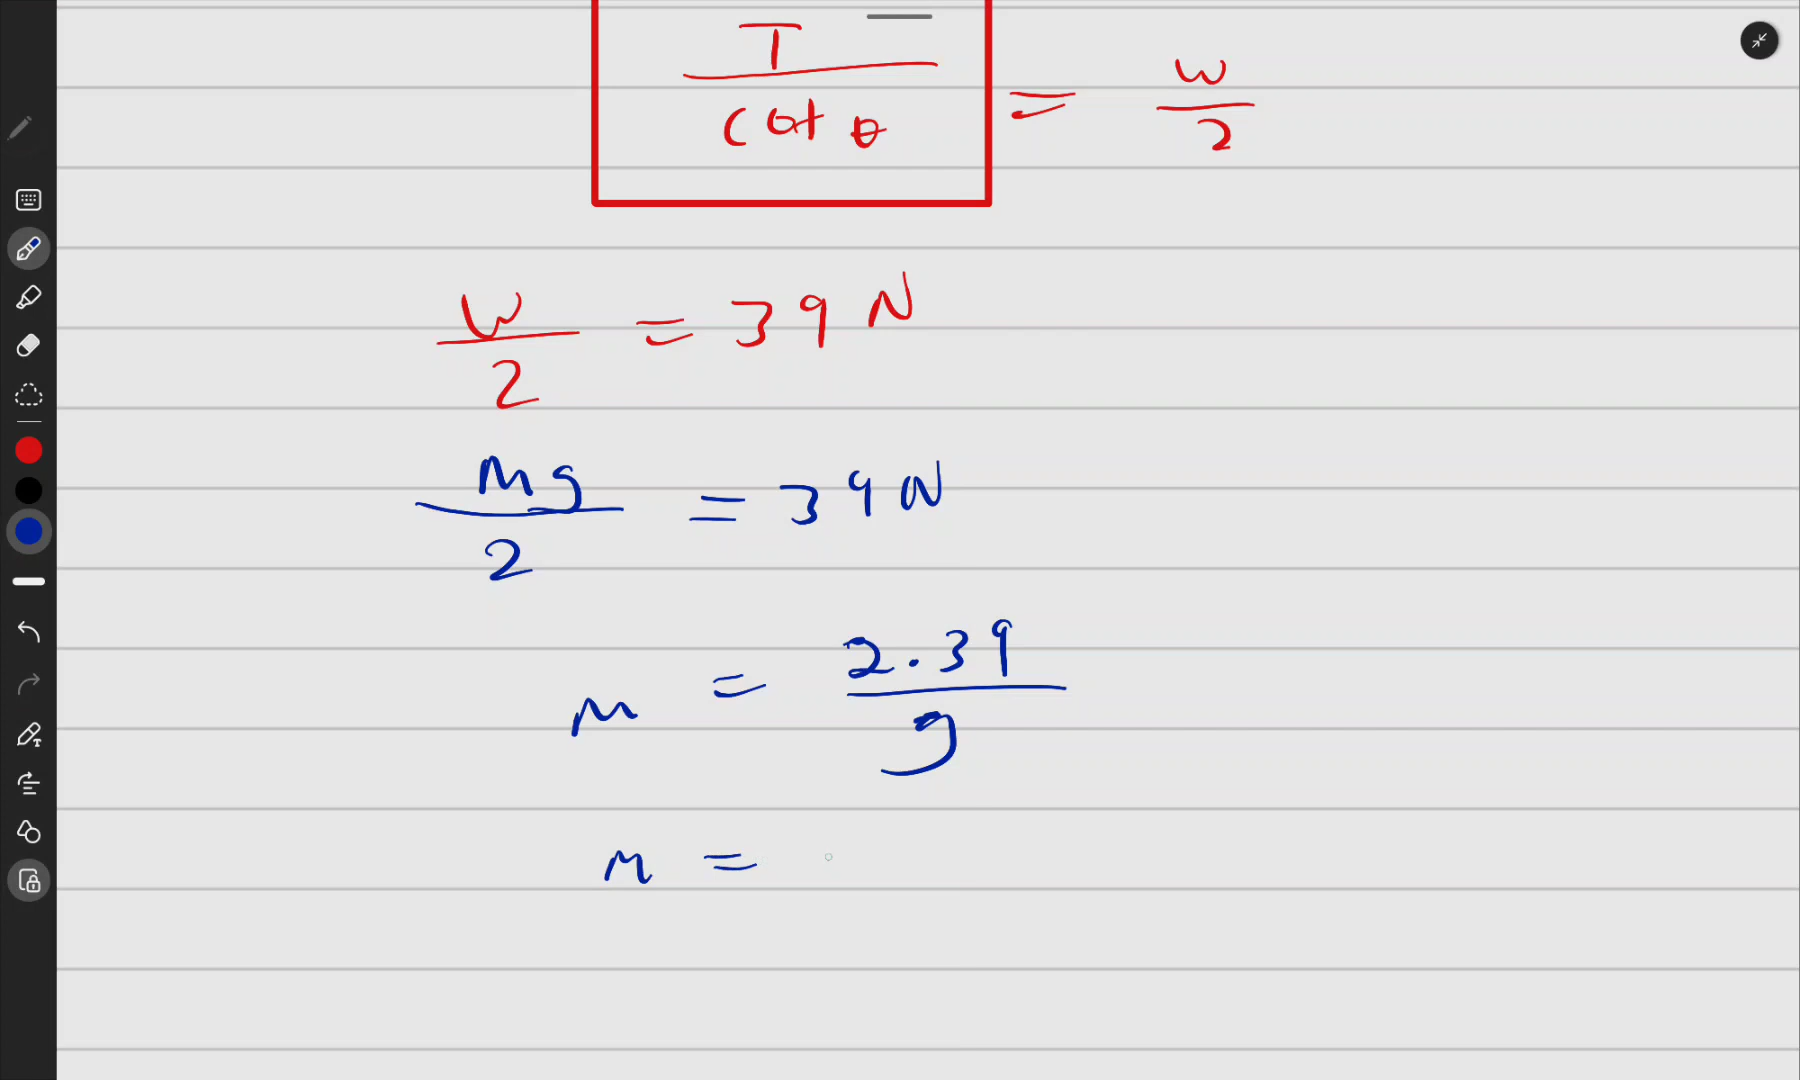 T / cot θ = w / 2
W / 2 = 39 N
Mg / 2 = 39 N
m = 2 . 39 / g
m =